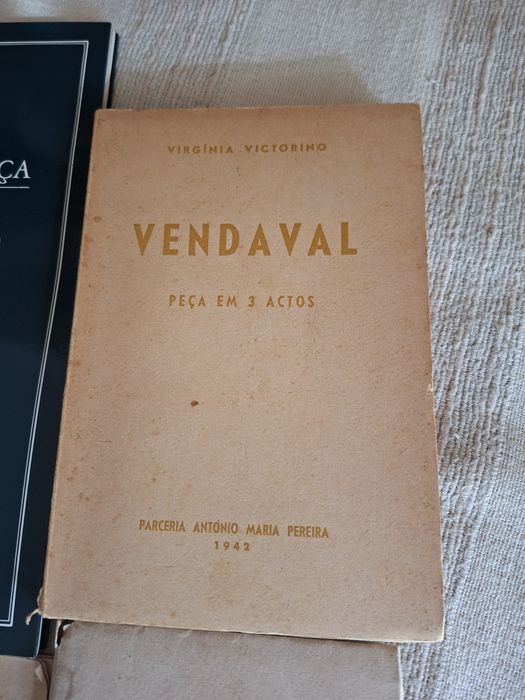 VIRGÍNIA VICTORINO
VENDAVAL
PEÇA EM 3 ACTOS
PARCERIA ANTÓNIO MARIA PEREIRA
1942
ÇA